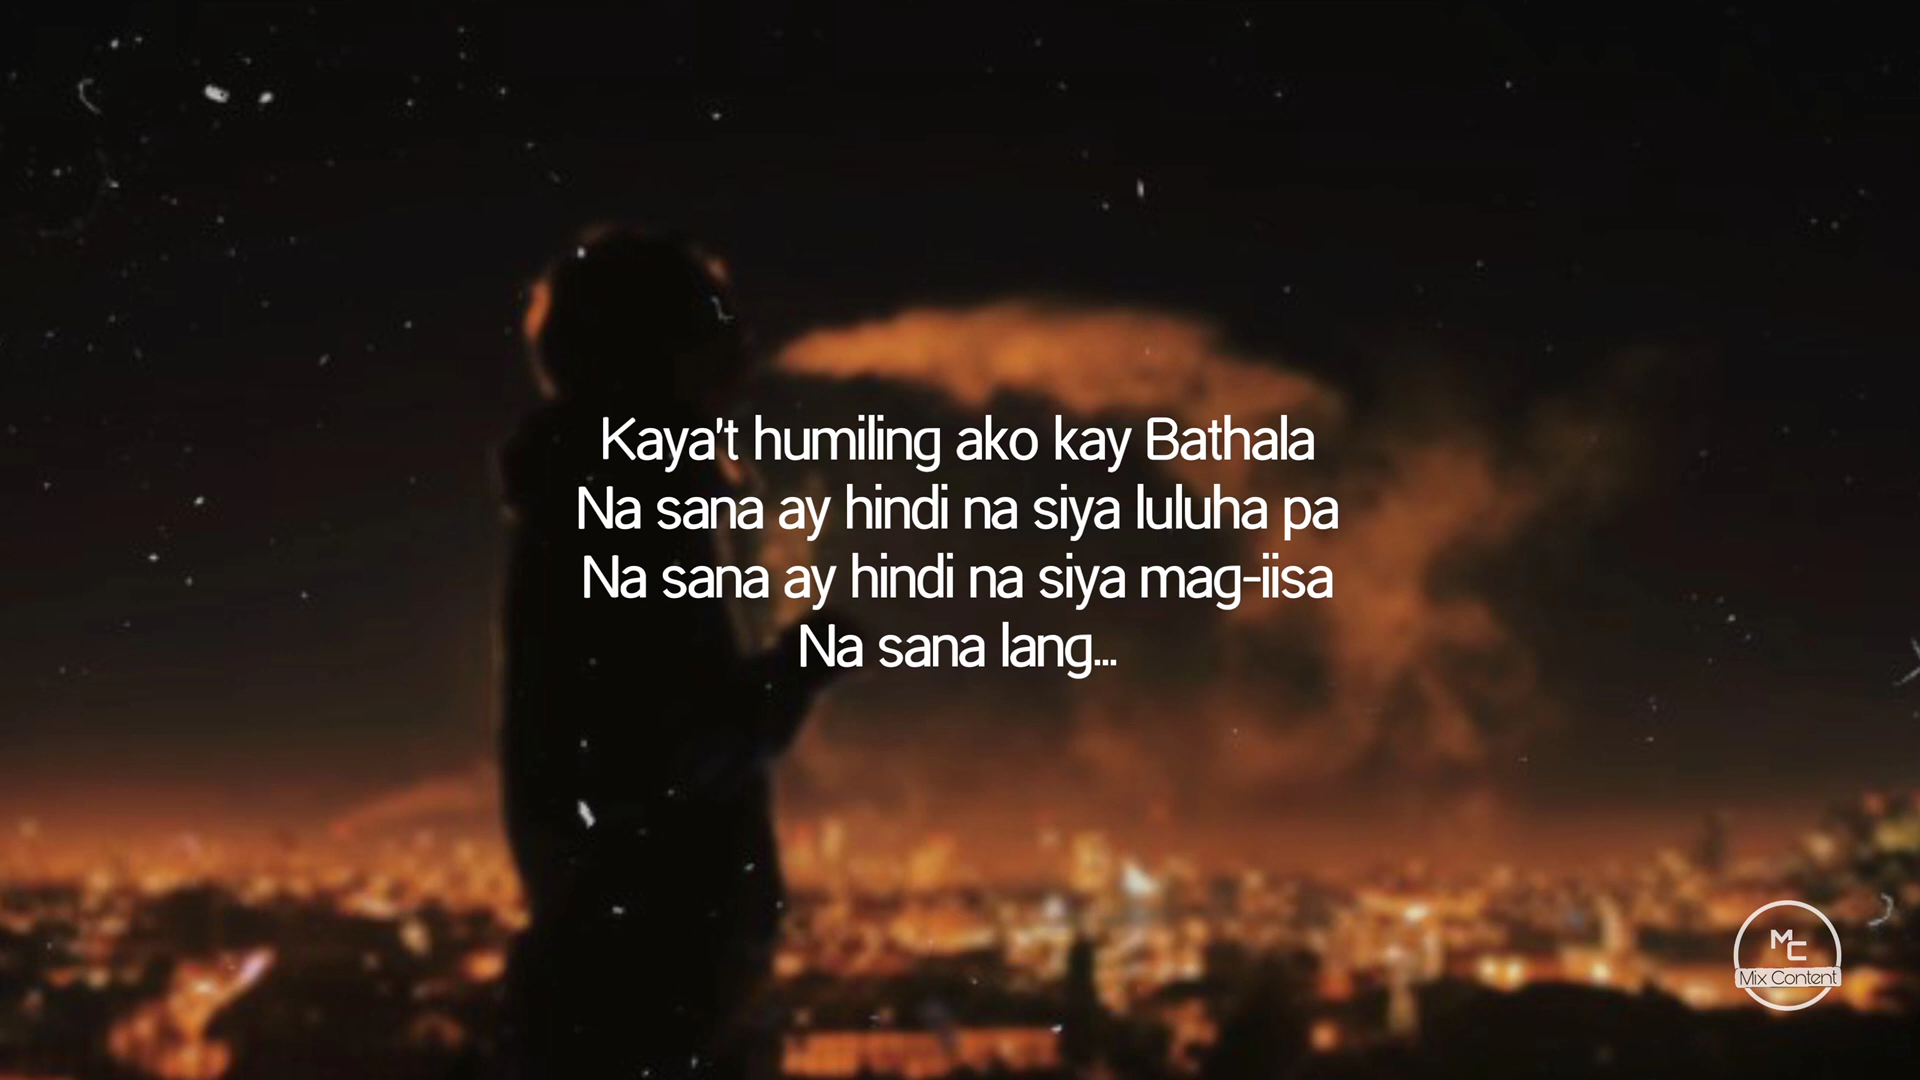 Kaya't humiling ako kay Bathala
Na sana ay hindi na siya luluha pa
Na sana ay hindi na siya mag-iisa
Na sana lang...
MC
Mix Content